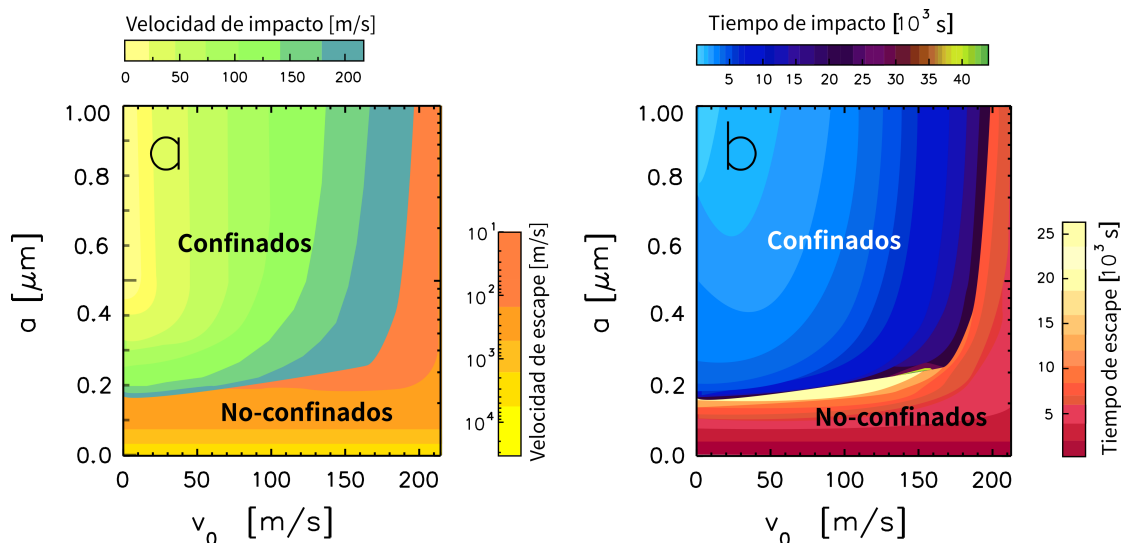 Velocidad de impacto [m/s]
0 50 100 150 200
1.00
0.8
0.6
0.4
0.2
0.0
a [μm]
a
Confinados
No-confinados
0 50 100 150 200
v₀ [m/s]
10¹
10²
10³
10⁴
Velocidad de escape [m/s]
Tiempo de impacto [10³ s]
5 10 15 20 25 30 35 40
1.00
0.8
0.6
0.4
0.2
0.0
a [μm]
b
Confinados
No-confinados
0 50 100 150 200
v₀ [m/s]
25
20
15
10
5
Tiempo de escape [10³ s]